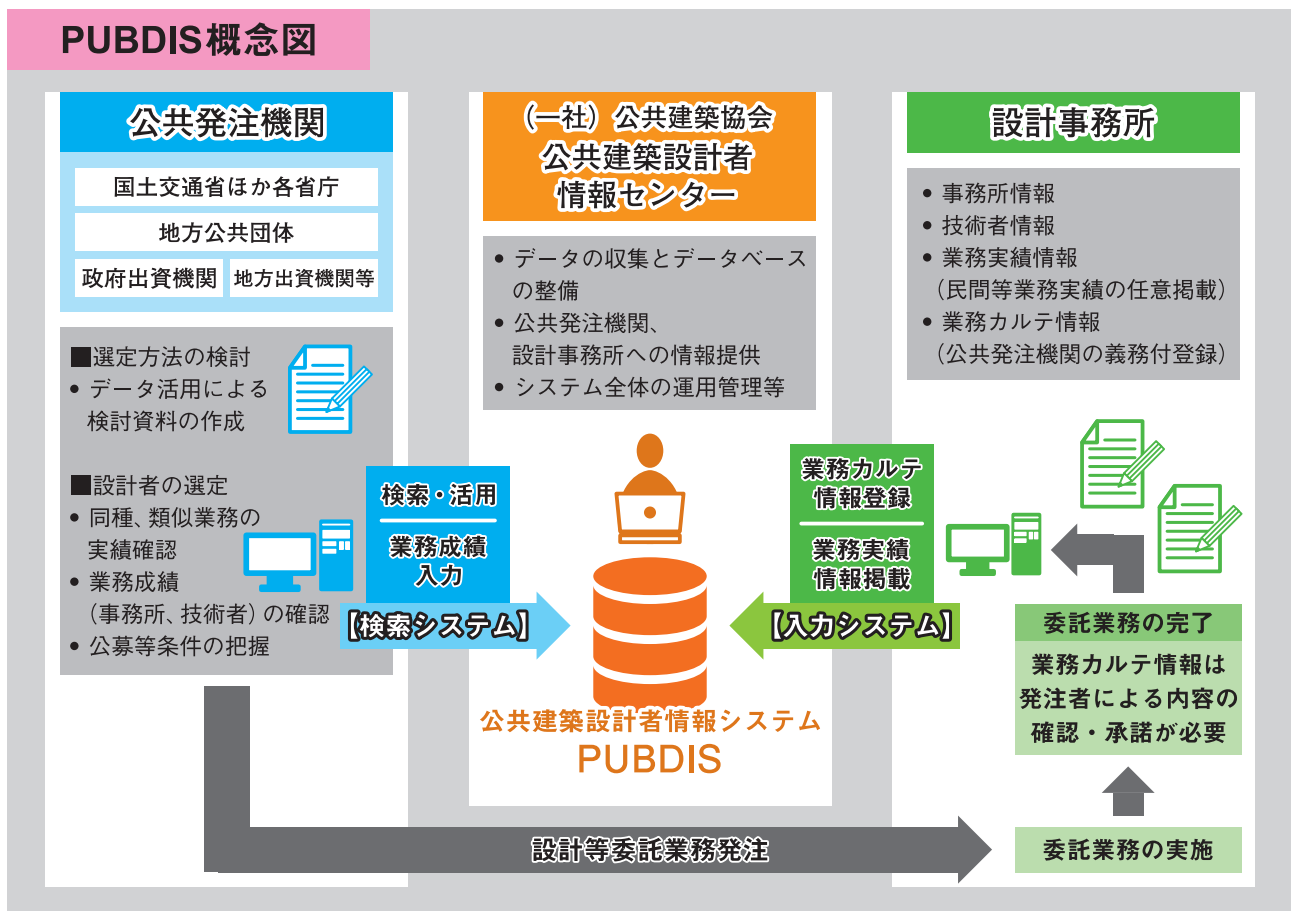 PUBDIS概念図
公共発注機関
国土交通省ほか各省庁
地方公共団体
政府出資機関
地方出資機関等
■選定方法の検討
• データ活用による
検討資料の作成
■設計者の選定
• 同種、類似業務の
実績確認
• 業務成績
（事務所、技術者）の確認
• 公募等条件の把握
検索・活用
業務成績
入力
【検索システム】
（一社）公共建築協会
公共建築設計者
情報センター
• データの収集とデータベース
の整備
• 公共発注機関、
設計事務所への情報提供
• システム全体の運用管理等
公共建築設計者情報システム
PUBDIS
設計事務所
• 事務所情報
• 技術者情報
• 業務実績情報
（民間等業務実績の任意掲載）
• 業務カルテ情報
（公共発注機関の義務付登録）
業務カルテ
情報登録
業務実績
情報掲載
【入力システム】
委託業務の完了
業務カルテ情報は
発注者による内容の
確認・承諾が必要
設計等委託業務発注
委託業務の実施